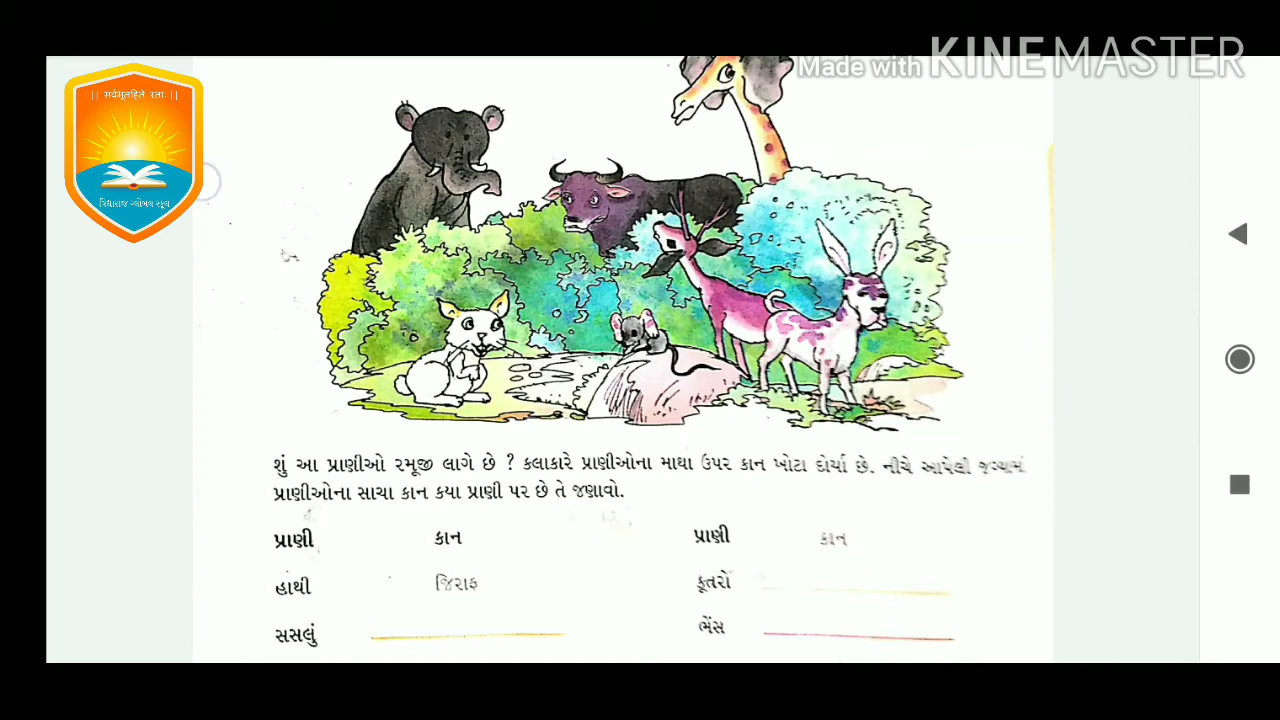 Made with KINEMASTER
|| સર્વભૂતહિતે રતાઃ ||
શું આ પ્રાણીઓ રમૂજી લાગે છે ? કલાકારે પ્રાણીઓના માથા ઉપર કાન ખોટા દોર્યા છે. નીચે આપેલી જગ્યામાં
પ્રાણીઓના સાચા કાન કયા પ્રાણી પર છે તે જણાવો.
પ્રાણી કાન પ્રાણી કાન
હાથી જિરાફ કૂતરો
સસલું ભેંસ